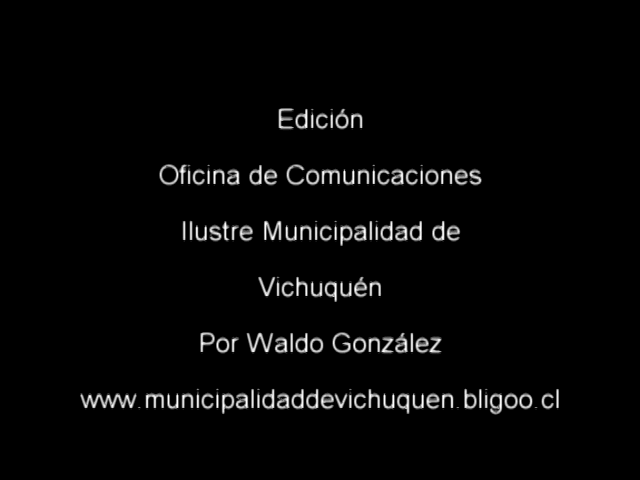 Edición
Oficina de Comunicaciones
Ilustre Municipalidad de
Vichuquén
Por Waldo González
www.municipalidaddevichuquen.bligoo.cl